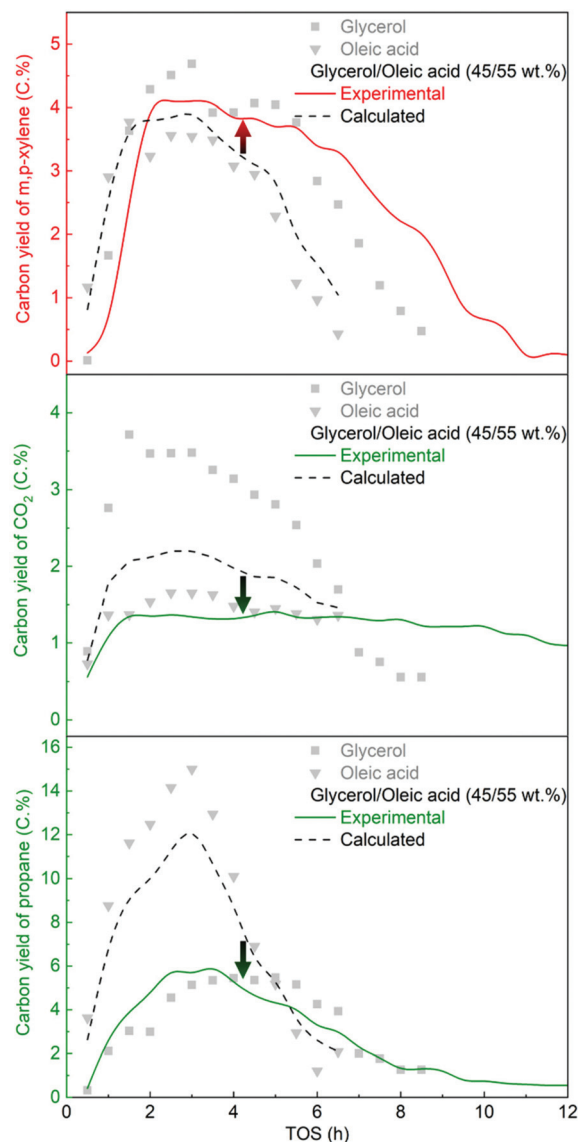 Carbon yield of m,p-xylene (C.%)
5
4
3
2
1
0
Glycerol
Oleic acid
Glycerol/Oleic acid (45/55 wt.%)
Experimental
Calculated
Carbon yield of CO₂ (C.%)
4
3
2
1
0
Glycerol
Oleic acid
Glycerol/Oleic acid (45/55 wt.%)
Experimental
Calculated
Carbon yield of propane (C.%)
16
14
12
10
8
6
4
2
0
Glycerol
Oleic acid
Glycerol/Oleic acid (45/55 wt.%)
Experimental
Calculated
0 2 4 6 8 10 12
TOS (h)